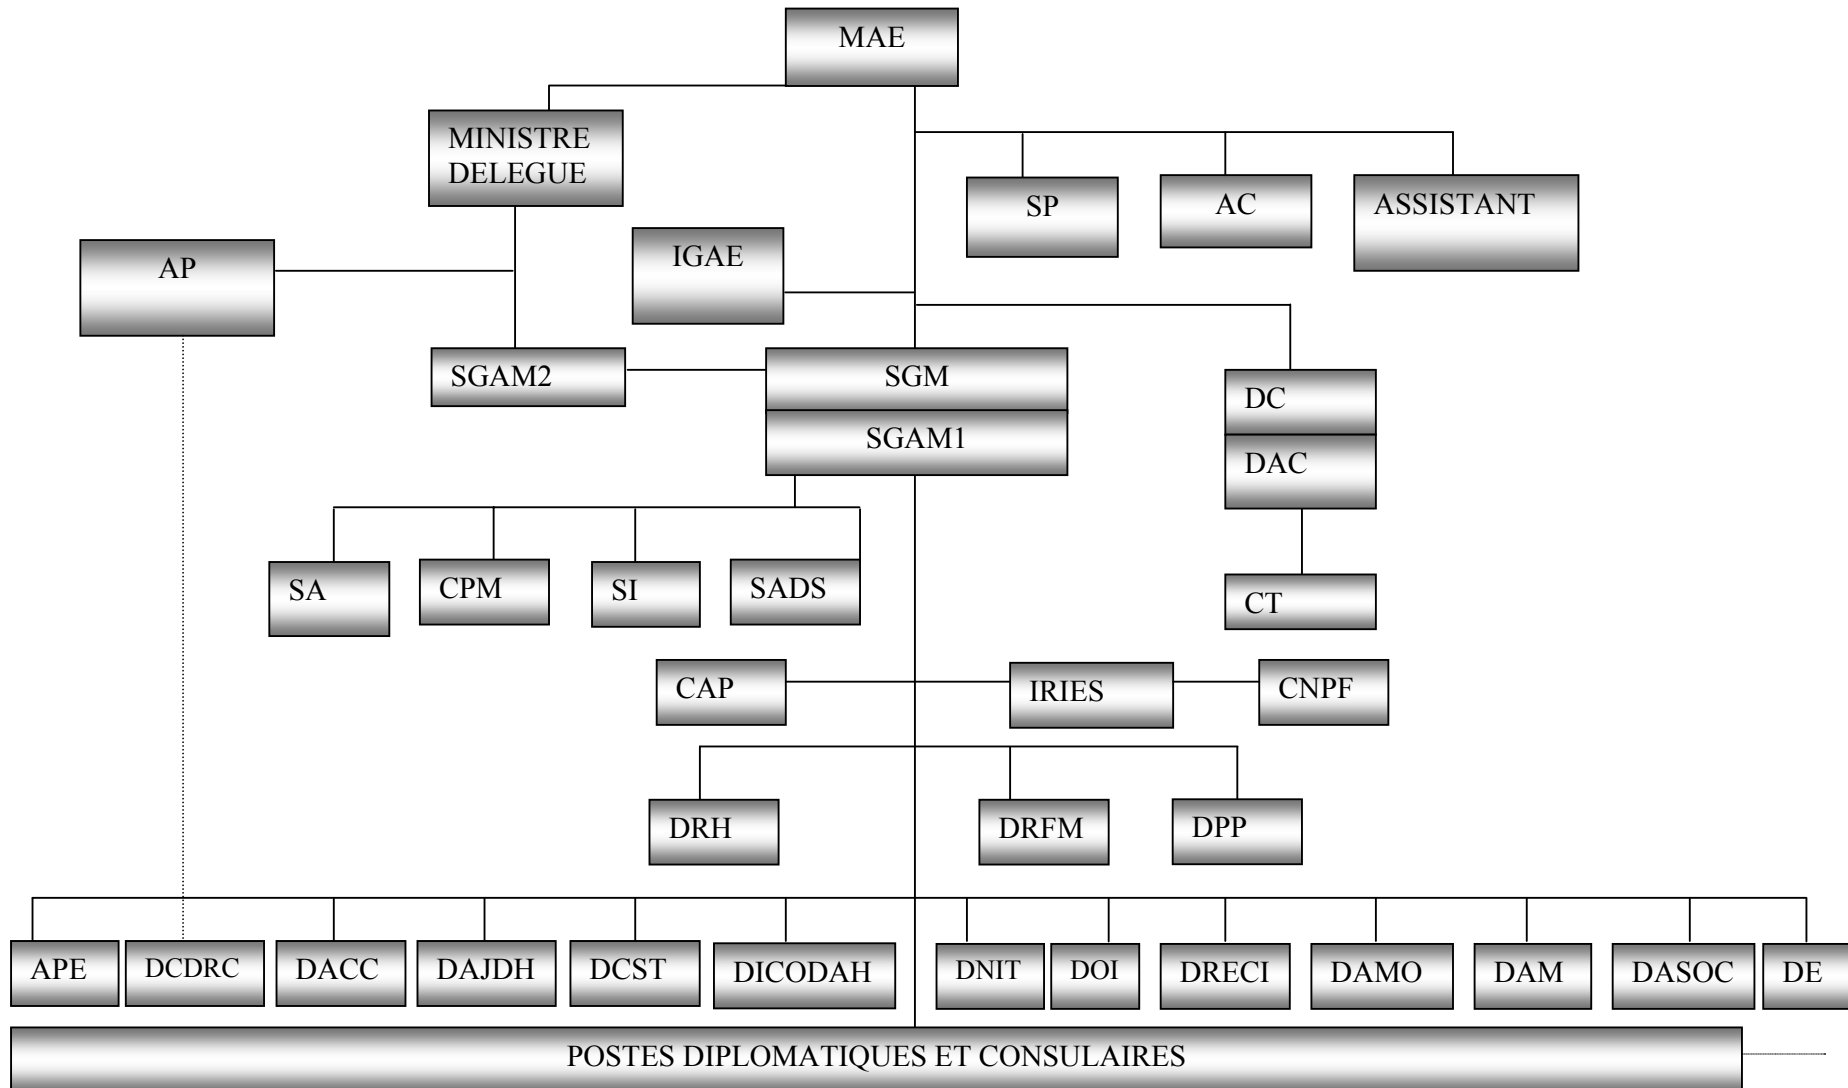 MAE
MINISTRE
DELEGUE
SP
AC
ASSISTANT
AP
IGAE
SGAM2
SGM
DC
SGAM1
DAC
SA
CPM
SI
SADS
CT
CAP
IRIES
CNPF
DRH
DRFM
DPP
APE
DCDRC
DACC
DAJDH
DCST
DICODAH
DNIT
DOI
DRECI
DAMO
DAM
DASOC
DE
POSTES DIPLOMATIQUES ET CONSULAIRES